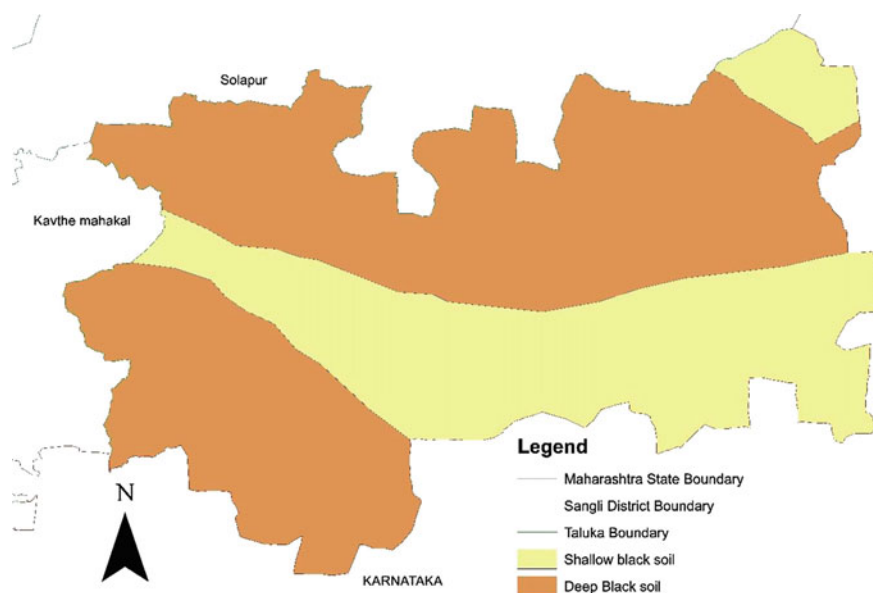 Solapur
Kavthe mahakal
Legend
N
Maharashtra State Boundary
Sangli District Boundary
Taluka Boundary
Shallow black soil
KARNATAKA
Deep Black soil